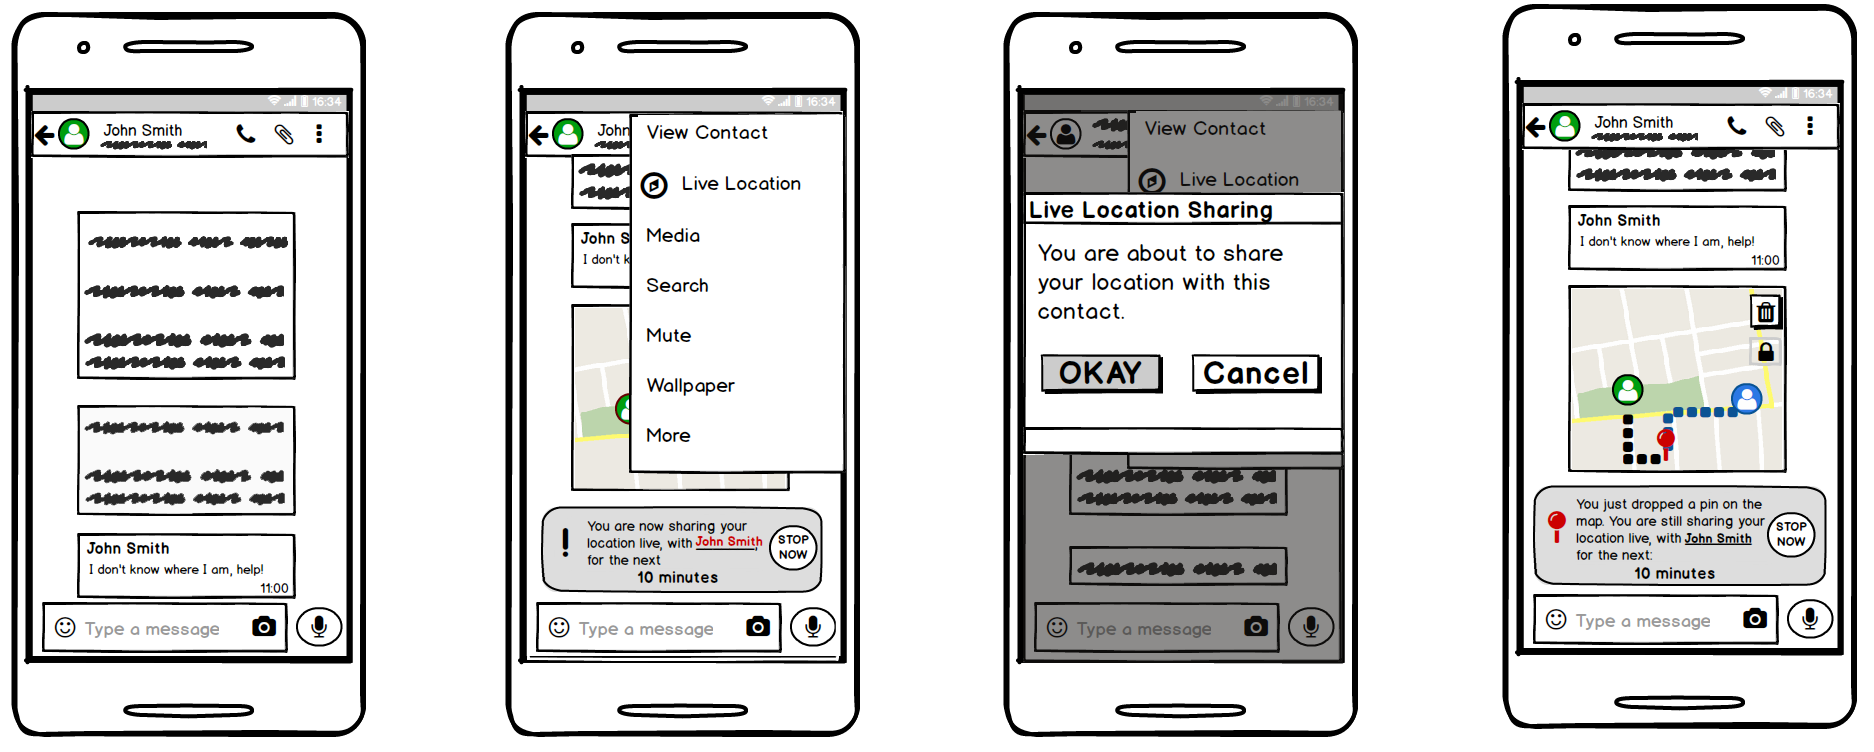 16:34
John Smith
John Smith
I don't know where I am, help!
11:00
Type a message
16:34
John
View Contact
Live Location
Media
Search
Mute
Wallpaper
More
John S
I don't k
You are now sharing your
location live, with John Smith,
for the next
10 minutes
STOP
NOW
Type a message
16:34
View Contact
Live Location
Live Location Sharing
You are about to share
your location with this
contact.
OKAY
Cancel
Type a message
16:34
John Smith
John Smith
I don't know where I am, help!
11:00
You just dropped a pin on the
map. You are still sharing your
location live, with John Smith
for the next:
10 minutes
STOP
NOW
Type a message